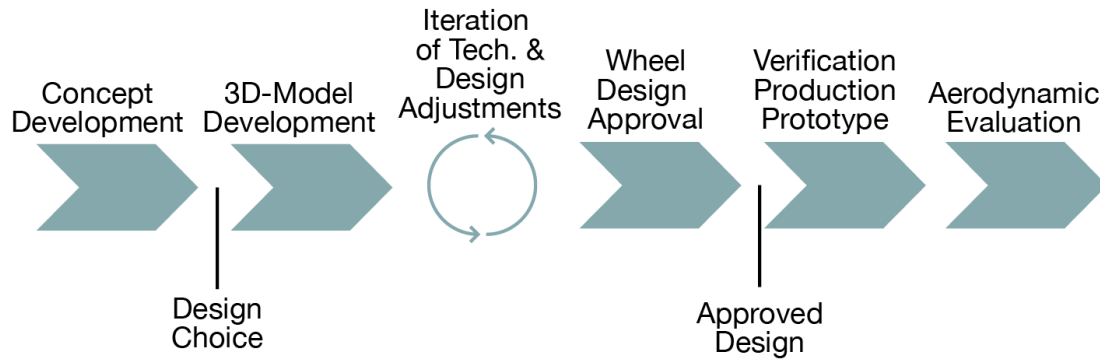 Concept
Development
3D-Model
Development
Iteration
of Tech. &
Design
Adjustments
Wheel
Design
Approval
Verification
Production
Prototype
Aerodynamic
Evaluation
Design
Choice
Approved
Design